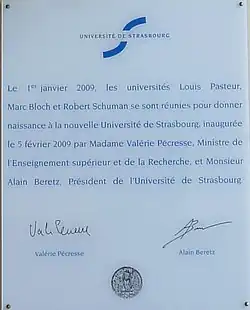 UNIVERSITÉ DE STRASBOURG
Le 1er janvier 2009, les universités Louis Pasteur,
Marc Bloch et Robert Schuman se sont réunies pour donner
naissance à la nouvelle Université de Strasbourg, inaugurée
le 5 février 2009 par Madame Valérie Pécresse, Ministre de
l'Enseignement supérieur et de la Recherche, et Monsieur
Alain Beretz, Président de l'Université de Strasbourg.
Valérie Pécresse
Alain Beretz